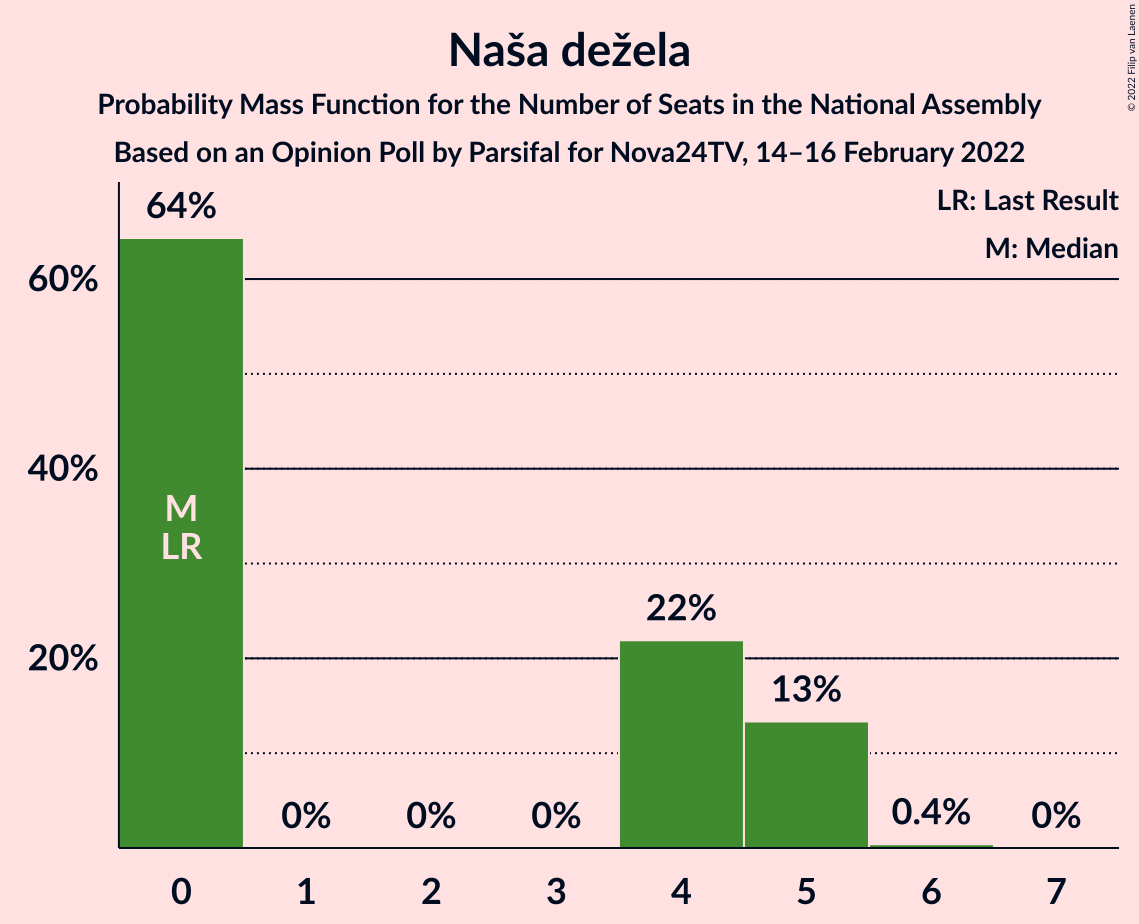 Naša dežela
Probability Mass Function for the Number of Seats in the National Assembly
Based on an Opinion Poll by Parsifal for Nova24TV, 14–16 February 2022
© 2022 Filip van Laenen
LR: Last Result
M: Median
64%
60%
40%
20%
M
LR
0%
0%
0%
22%
13%
0.4%
0%
0 1 2 3 4 5 6 7